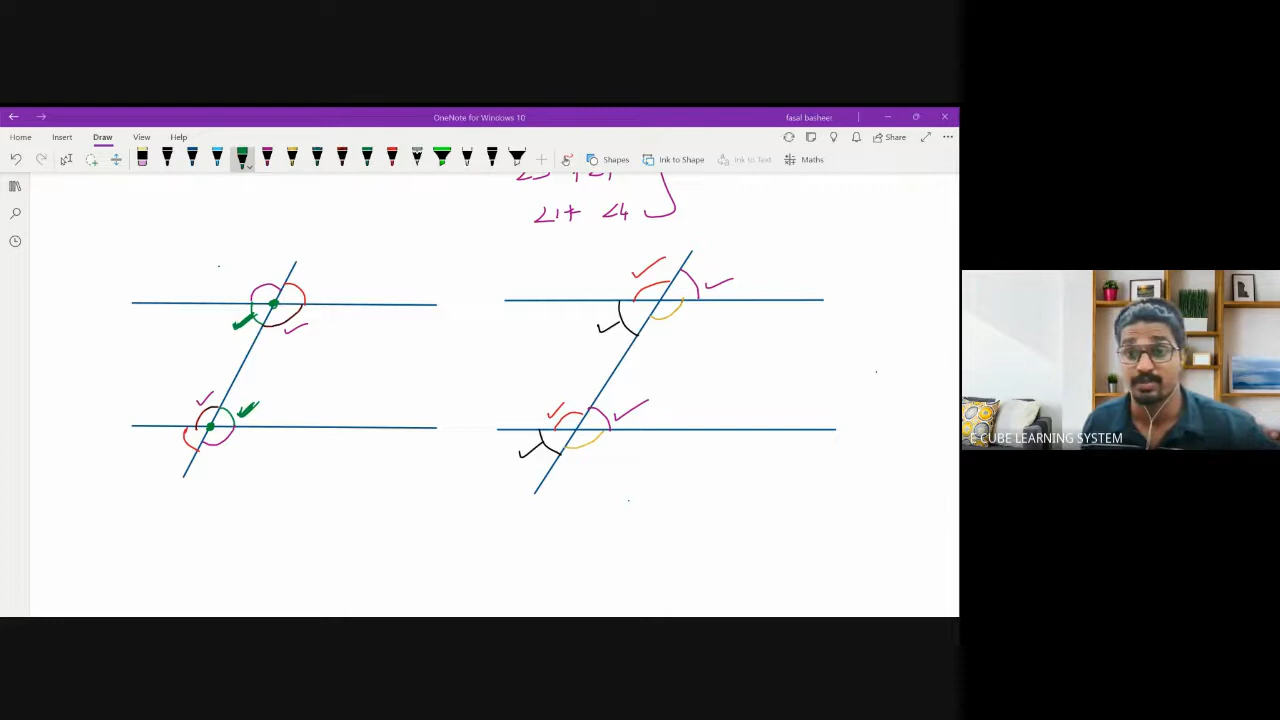 OneNote for Windows 10
fasal basheer
Home Insert Draw View Help
Share
Shapes Ink to Shape Ink to Text Maths
∠1+ ∠4
E CUBE LEARNING SYSTEM